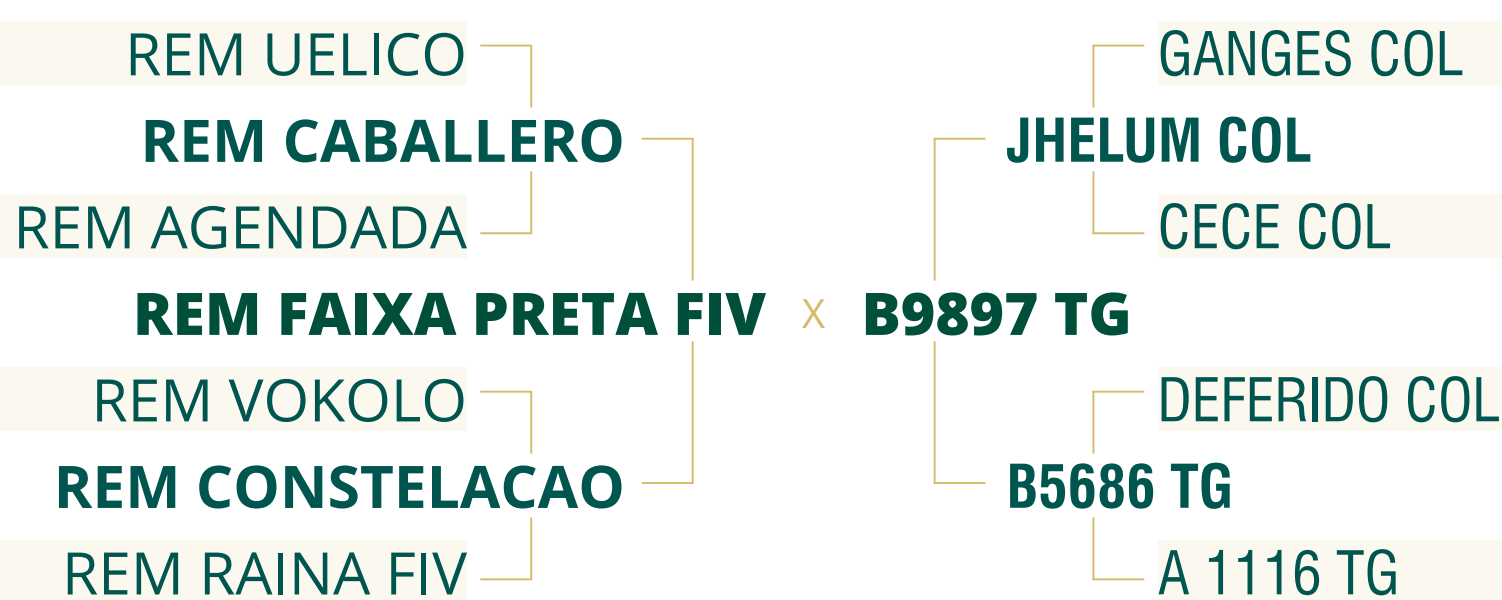 REM UELICO GANGES COL
REM CABALLERO JHELUM COL
REM AGENDADA CECE COL
REM FAIXA PRETA FIV X B9897 TG
REM VOKOLO DEFERIDO COL
REM CONSTELACAO B5686 TG
REM RAINA FIV A 1116 TG